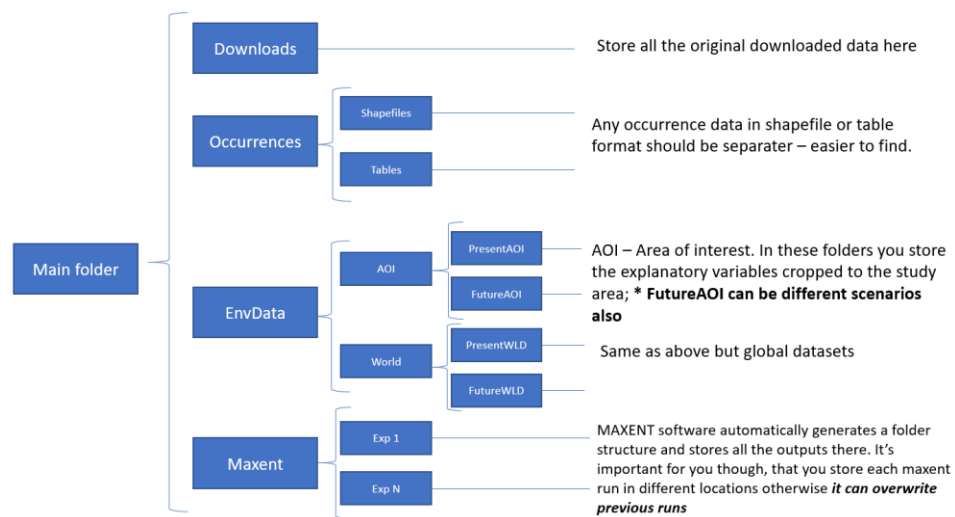 Downloads
Store all the original downloaded data here
Occurrences
Shapefiles
Tables
Any occurrence data in shapefile or table
format should be separater – easier to find.
Main folder
EnvData
AOI
PresentAOI
FutureAOI
AOI – Area of interest. In these folders you store
the explanatory variables cropped to the study
area; * FutureAOI can be different scenarios
also
World
PresentWLD
FutureWLD
Same as above but global datasets
Maxent
Exp 1
Exp N
MAXENT software automatically generates a folder
structure and stores all the outputs there. It's
important for you though, that you store each maxent
run in different locations otherwise it can overwrite
previous runs